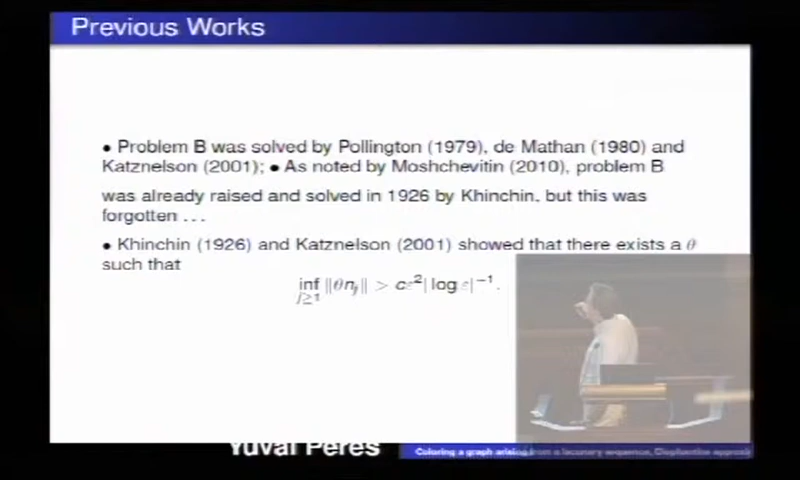 Previous Works
• Problem B was solved by Pollington (1979), de Mathan (1980) and
Katznelson (2001); • As noted by Moshchevitin (2010), problem B
was already raised and solved in 1926 by Khinchin, but this was
forgotten ...
• Khinchin (1926) and Katznelson (2001) showed that there exists a θ
such that
inf ‖θnⱼ‖ > cε²|log ε|⁻¹.
j≥1
Yuval Peres
Coloring a graph arising from a lacunary sequence, Diophantine